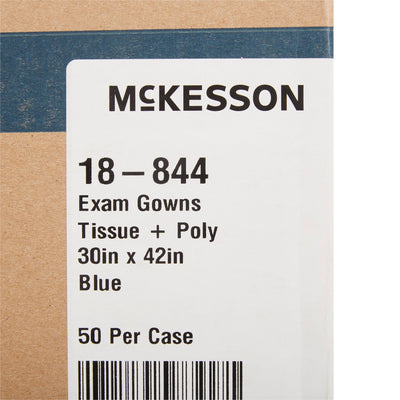 McKESSON
18-844
Exam Gowns
Tissue + Poly
30in x 42in
Blue
50 Per Case